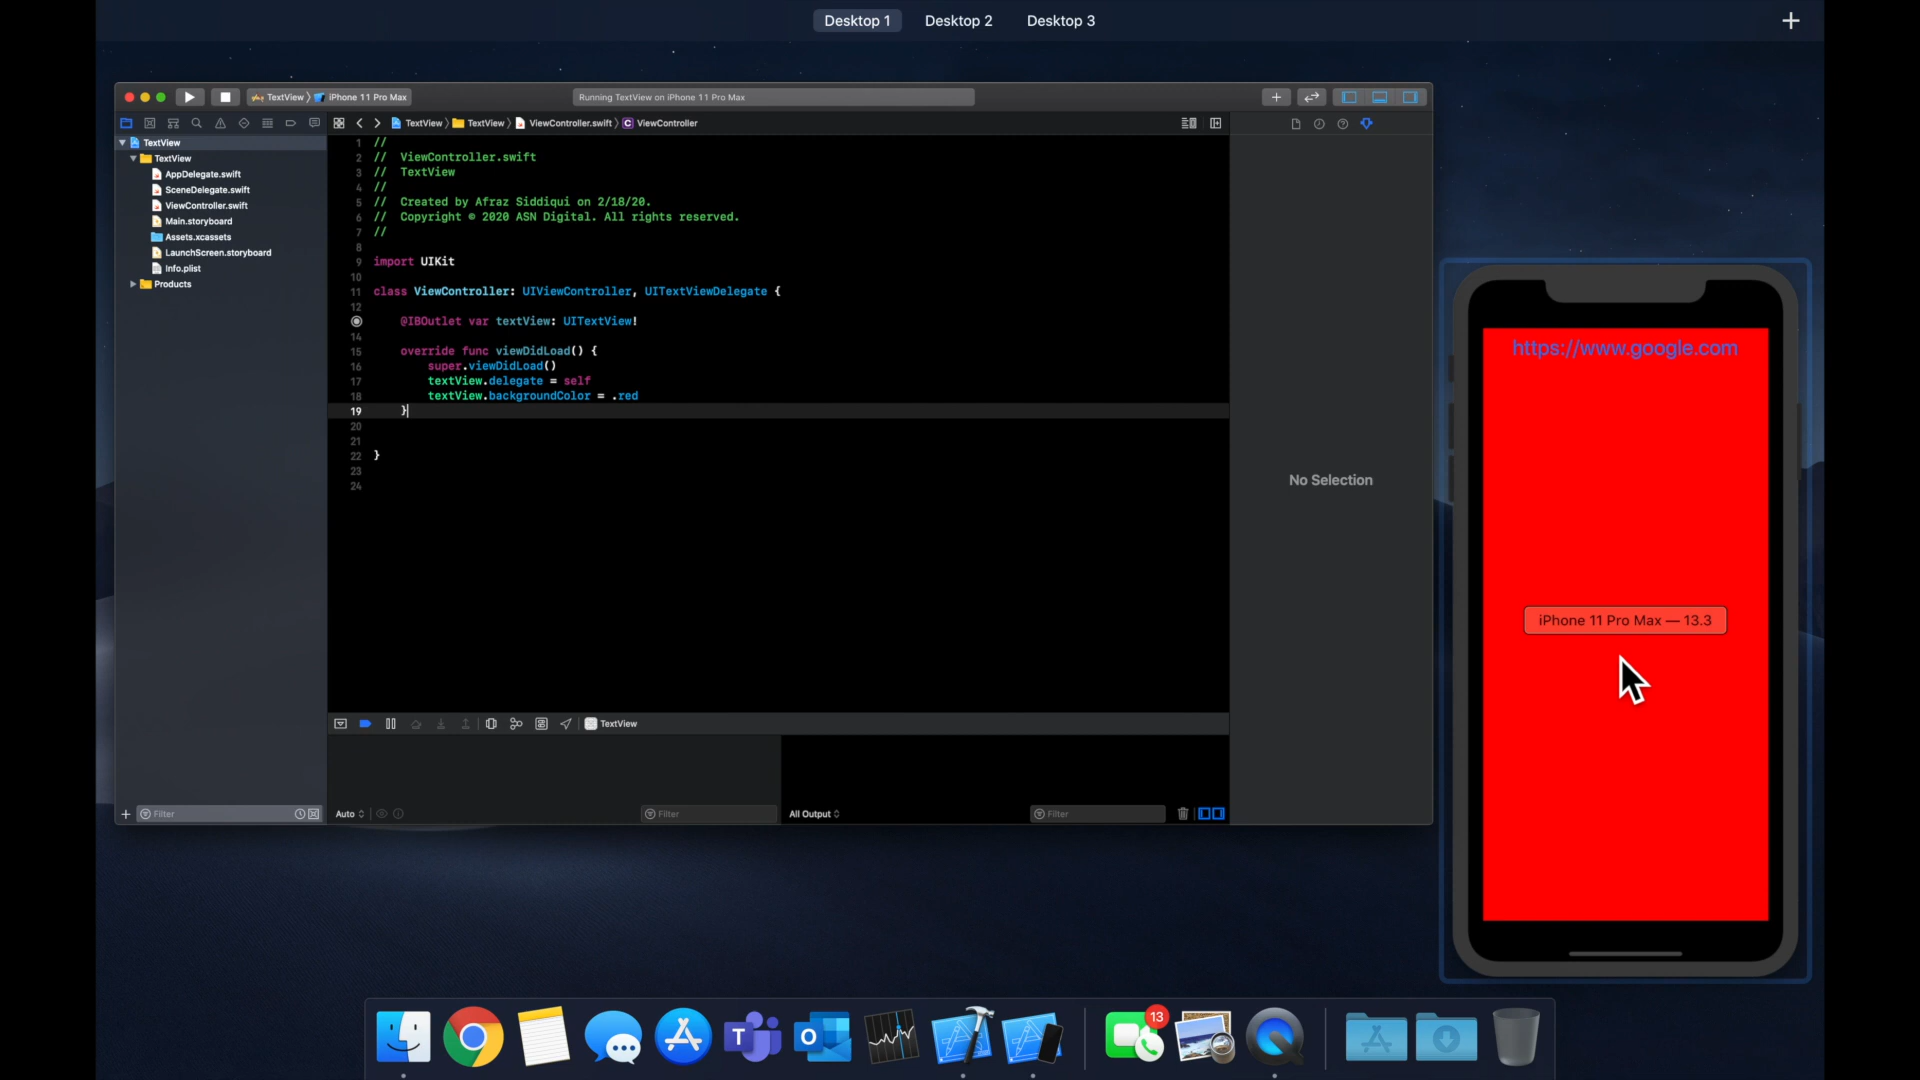 Desktop 1 Desktop 2 Desktop 3
TextView iPhone 11 Pro Max
Running TextView on iPhone 11 Pro Max
TextView TextView ViewController.swift C ViewController
TextView
TextView
AppDelegate.swift
SceneDelegate.swift
ViewController.swift
Main.storyboard
Assets.xcassets
LaunchScreen.storyboard
Info.plist
Products
1 //
2 // ViewController.swift
3 // TextView
4 //
5 // Created by Afraz Siddiqui on 2/18/20.
6 // Copyright © 2020 ASN Digital. All rights reserved.
7 //
8
9 import UIKit
10
11 class ViewController: UIViewController, UITextViewDelegate {
12
@IBOutlet var textView: UITextView!
14
15 override func viewDidLoad() {
16 super.viewDidLoad()
17 textView.delegate = self
18 textView.backgroundColor = .red
19 }
20
21
22 }
23
24
No Selection
https://www.google.com
iPhone 11 Pro Max — 13.3
TextView
Filter
Auto
Filter
All Output
Filter
T
O
13